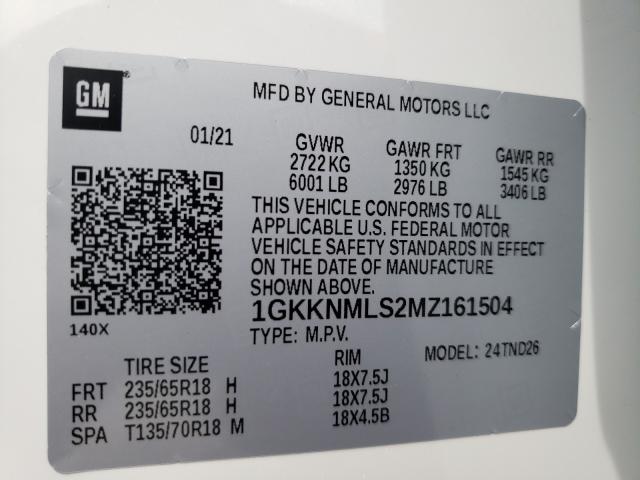 GM®
MFD BY GENERAL MOTORS LLC
01/21
GVWR GAWR FRT GAWR RR
2722 KG 1350 KG 1545 KG
6001 LB 2976 LB 3406 LB
THIS VEHICLE CONFORMS TO ALL
APPLICABLE U.S. FEDERAL MOTOR
VEHICLE SAFETY STANDARDS IN EFFECT
ON THE DATE OF MANUFACTURE
SHOWN ABOVE.
1GKKNMLS2MZ161504
140X
TYPE: M.P.V. MODEL: 24TND26
TIRE SIZE RIM
FRT 235/65R18 H 18X7.5J
RR 235/65R18 H 18X7.5J
SPA T135/70R18 M 18X4.5B